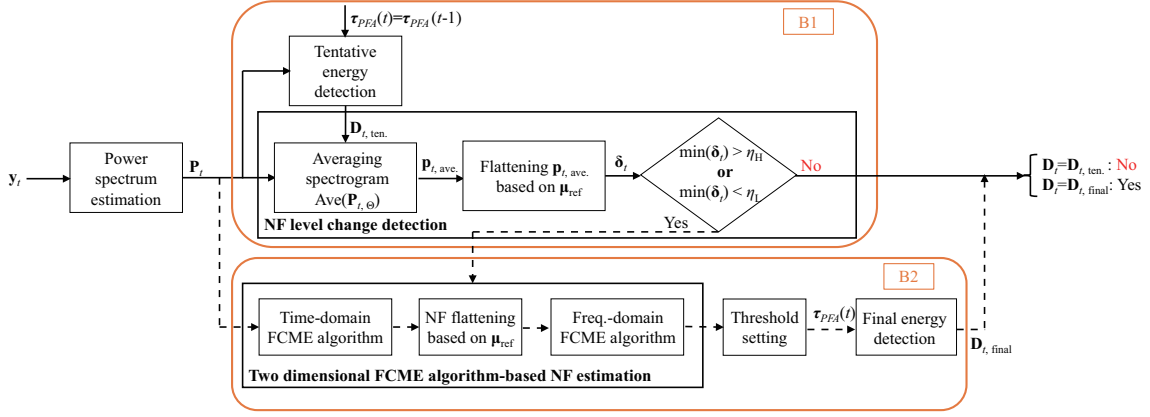 τPFA(t)=τPFA(t-1)
B1
Tentative
energy
detection
Dt, ten.
yt
Power
spectrum
estimation
Pt
Averaging
spectrogram
Ave(Pt, Θ)
pt, ave.
Flattening pt, ave.
based on μref
δt
min(δt) > ηH
or
min(δt) < ηL
No
Yes
NF level change detection
Dt=Dt, ten. : No
Dt=Dt, final: Yes
B2
Time-domain
FCME algorithm
NF flattening
based on μref
Freq.-domain
FCME algorithm
Threshold
setting
τPFA(t)
Final energy
detection
Dt, final
Two dimensional FCME algorithm-based NF estimation